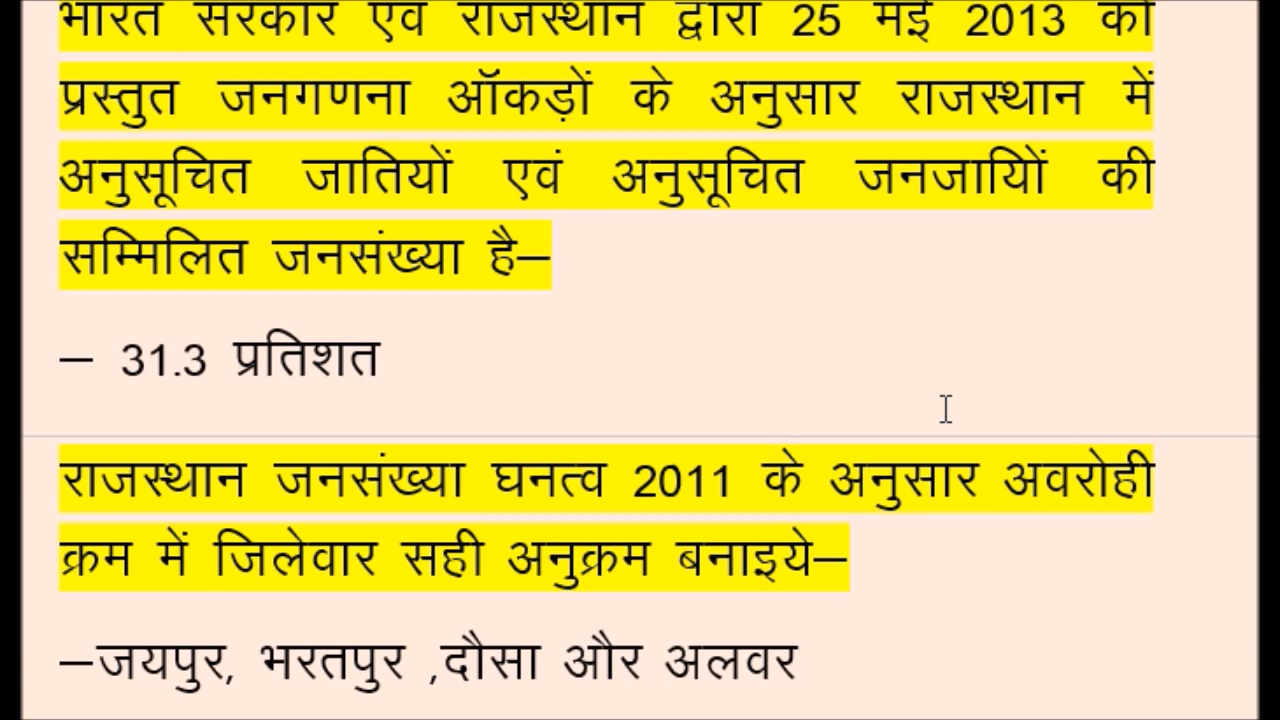 भारत सरकार एवं राजस्थान द्वारा 25 मई 2013 को
प्रस्तुत जनगणना ऑकड़ों के अनुसार राजस्थान में
अनुसूचित जातियों एवं अनुसूचित जनजायिों की
सम्मिलित जनसंख्या है–
– 31.3 प्रतिशत
राजस्थान जनसंख्या घनत्व 2011 के अनुसार अवरोही
क्रम में जिलेवार सही अनुक्रम बनाइये–
–जयपुर, भरतपुर ,दौसा और अलवर